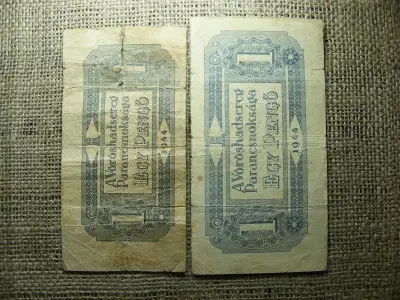 1
A Vöröshadsereg
Parancsnoksága
EGY PENGŐ
1944
1
1
A Vöröshadsereg
Parancsnoksága
EGY PENGŐ
1944
1